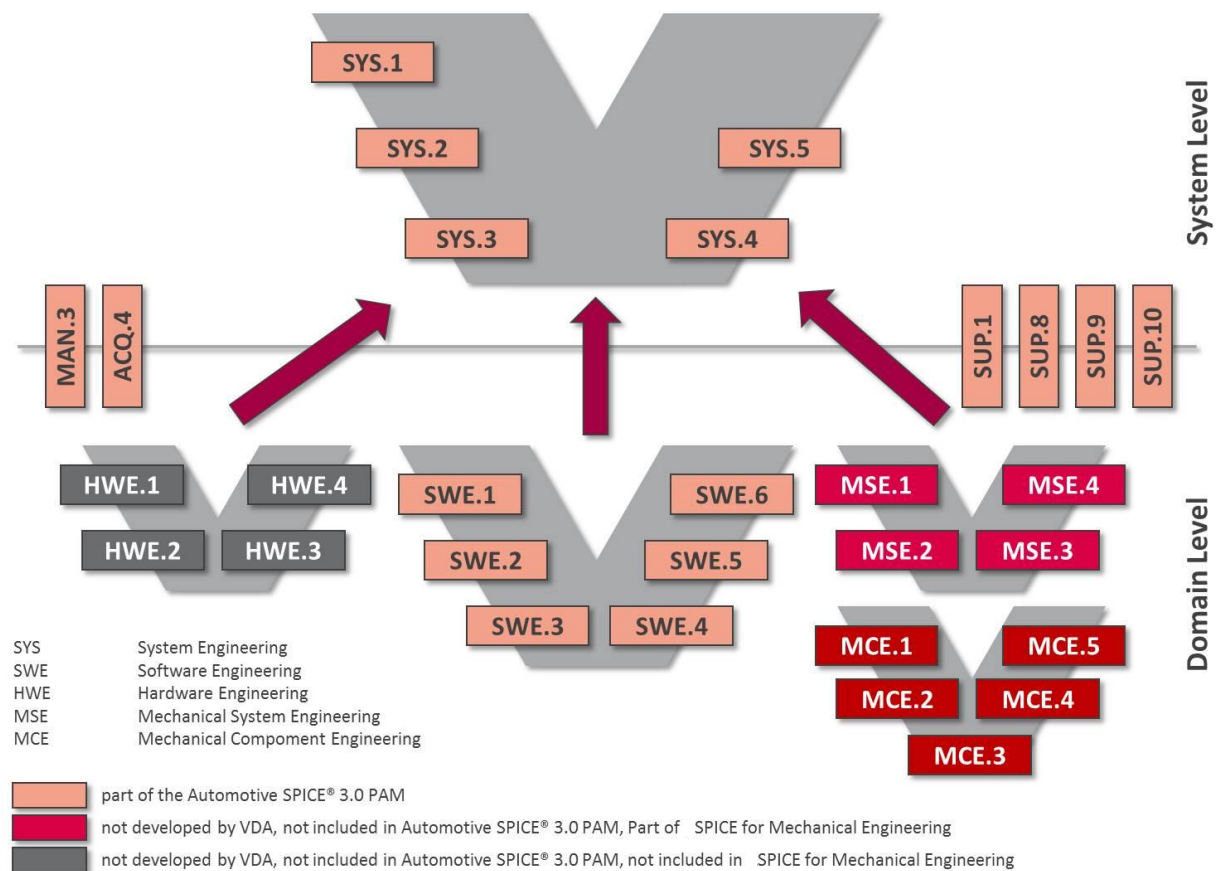 SYS.1
SYS.2
SYS.5
SYS.3
SYS.4
System Level
MAN.3
ACQ.4
SUP.1
SUP.8
SUP.9
SUP.10
HWE.1
HWE.4
HWE.2
HWE.3
SWE.1
SWE.6
SWE.2
SWE.5
SWE.3
SWE.4
MSE.1
MSE.4
MSE.2
MSE.3
MCE.1
MCE.5
MCE.2
MCE.4
MCE.3
Domain Level
SYS System Engineering
SWE Software Engineering
HWE Hardware Engineering
MSE Mechanical System Engineering
MCE Mechanical Compoment Engineering
part of the Automotive SPICE® 3.0 PAM
not developed by VDA, not included in Automotive SPICE® 3.0 PAM, Part of SPICE for Mechanical Engineering
not developed by VDA, not included in Automotive SPICE® 3.0 PAM, not included in SPICE for Mechanical Engineering